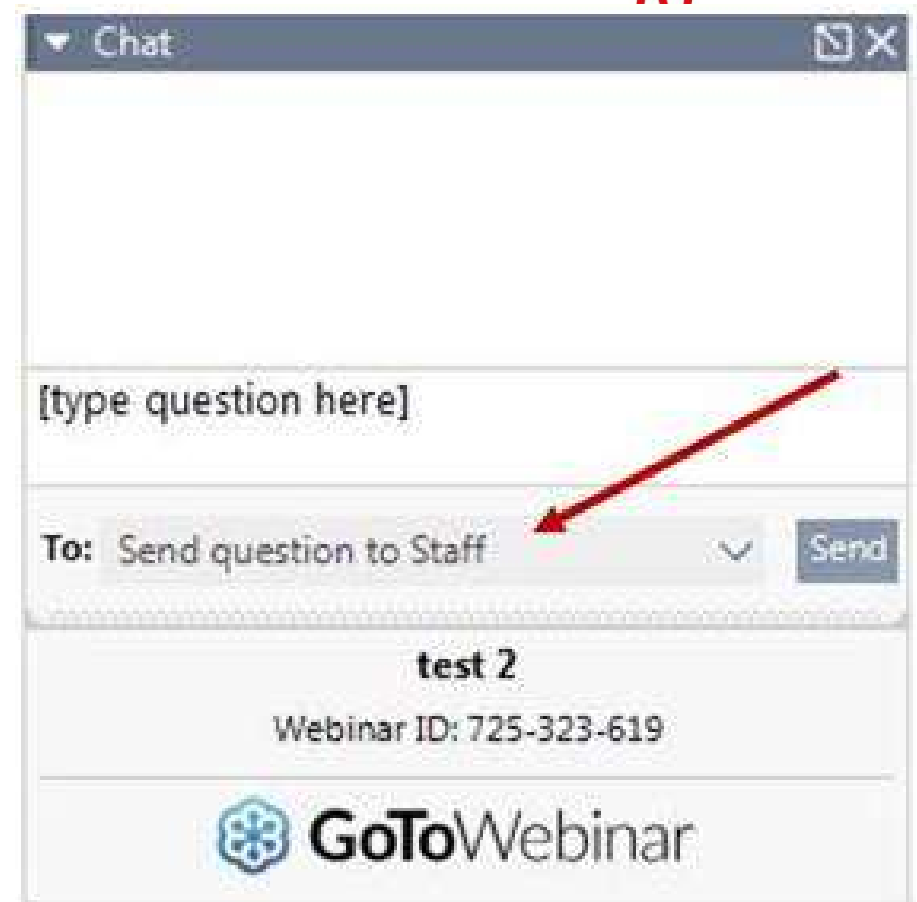 Chat
[type question here]
To: Send question to Staff Send
test 2
Webinar ID: 725-323-619
GoToWebinar